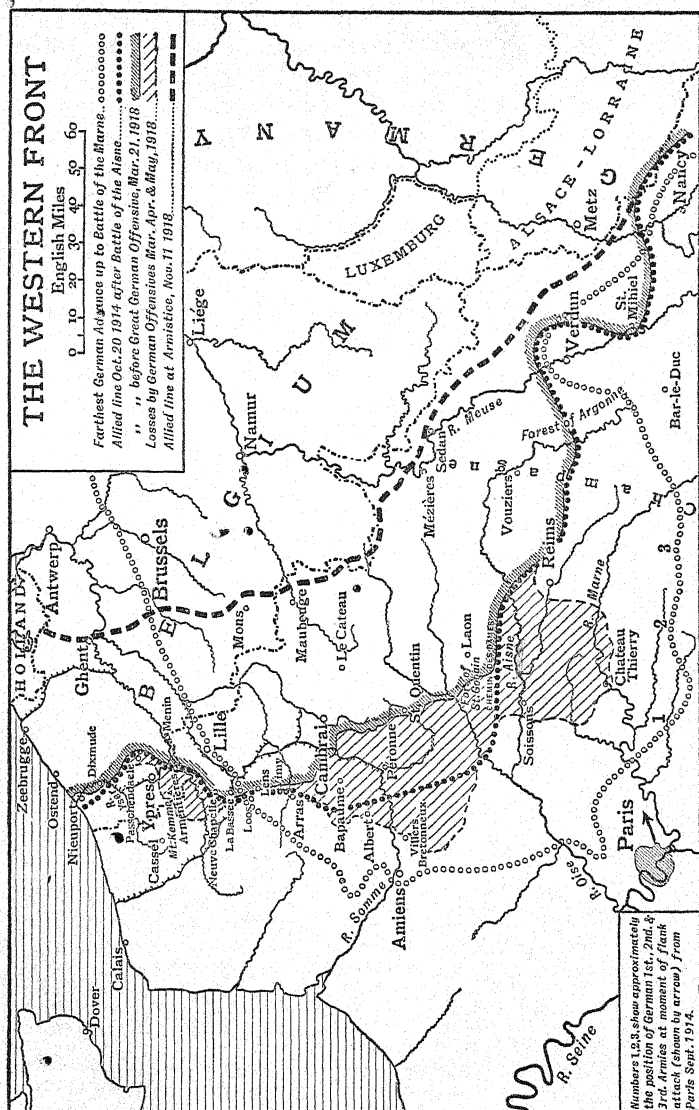 THE WESTERN FRONT
English Miles
0 10 20 30 40 50 60
Farthest German Advance up to Battle of the Marne
Allied line Oct. 20 1914 after Battle of the Aisne
" " before Great German Offensive, Mar. 21, 1918
Losses by German Offensives Mar. Apr. & May, 1918
Allied line at Armistice, Nov. 11 1918
HOLLAND
Zeebrugge
Ostend
Nieuport
Dixmude
Antwerp
Ghent
Brussels
Liége
Namur
BELGIUM
GERMANY
LUXEMBURG
ALSACE-LORRAINE
Dover
Calais
Passchendaele
Ypres
Cassel
Mt. Kemmel
Armentières
Menin
Neuve Chapelle
La Bassée
Loos
Lille
Lens
Vimy
Arras
Mons
Maubeuge
Le Cateau
Cambrai
Bapaume
Albert
Péronne
St. Quentin
Villers
Bretonneux
R. Somme
Amiens
Forest of
St. Gobain
Laon
CHEMIN DES DAMES
R. Aisne
Soissons
Reims
Mézières
Sedan
R. Meuse
Vouziers
Forest of Argonne
Verdun
St.
Mihiel
Metz
Nancy
Bar-le-Duc
R. Marne
Chateau
Thierry
R. Oise
Paris
R. Seine
1 2 3
Numbers 1,2,3, show approximately
the position of German 1st., 2nd. &
3rd. Armies at moment of flank
attack (shown by arrow) from
Paris Sept. 1914.